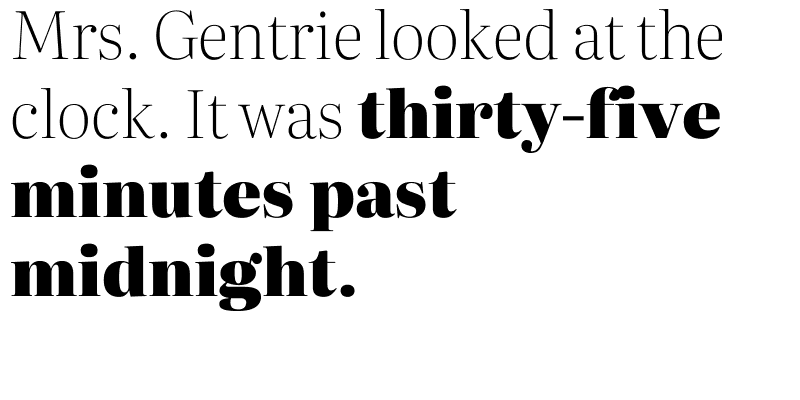 Mrs. Gentrie looked at the
clock. It was thirty-five
minutes past
midnight.